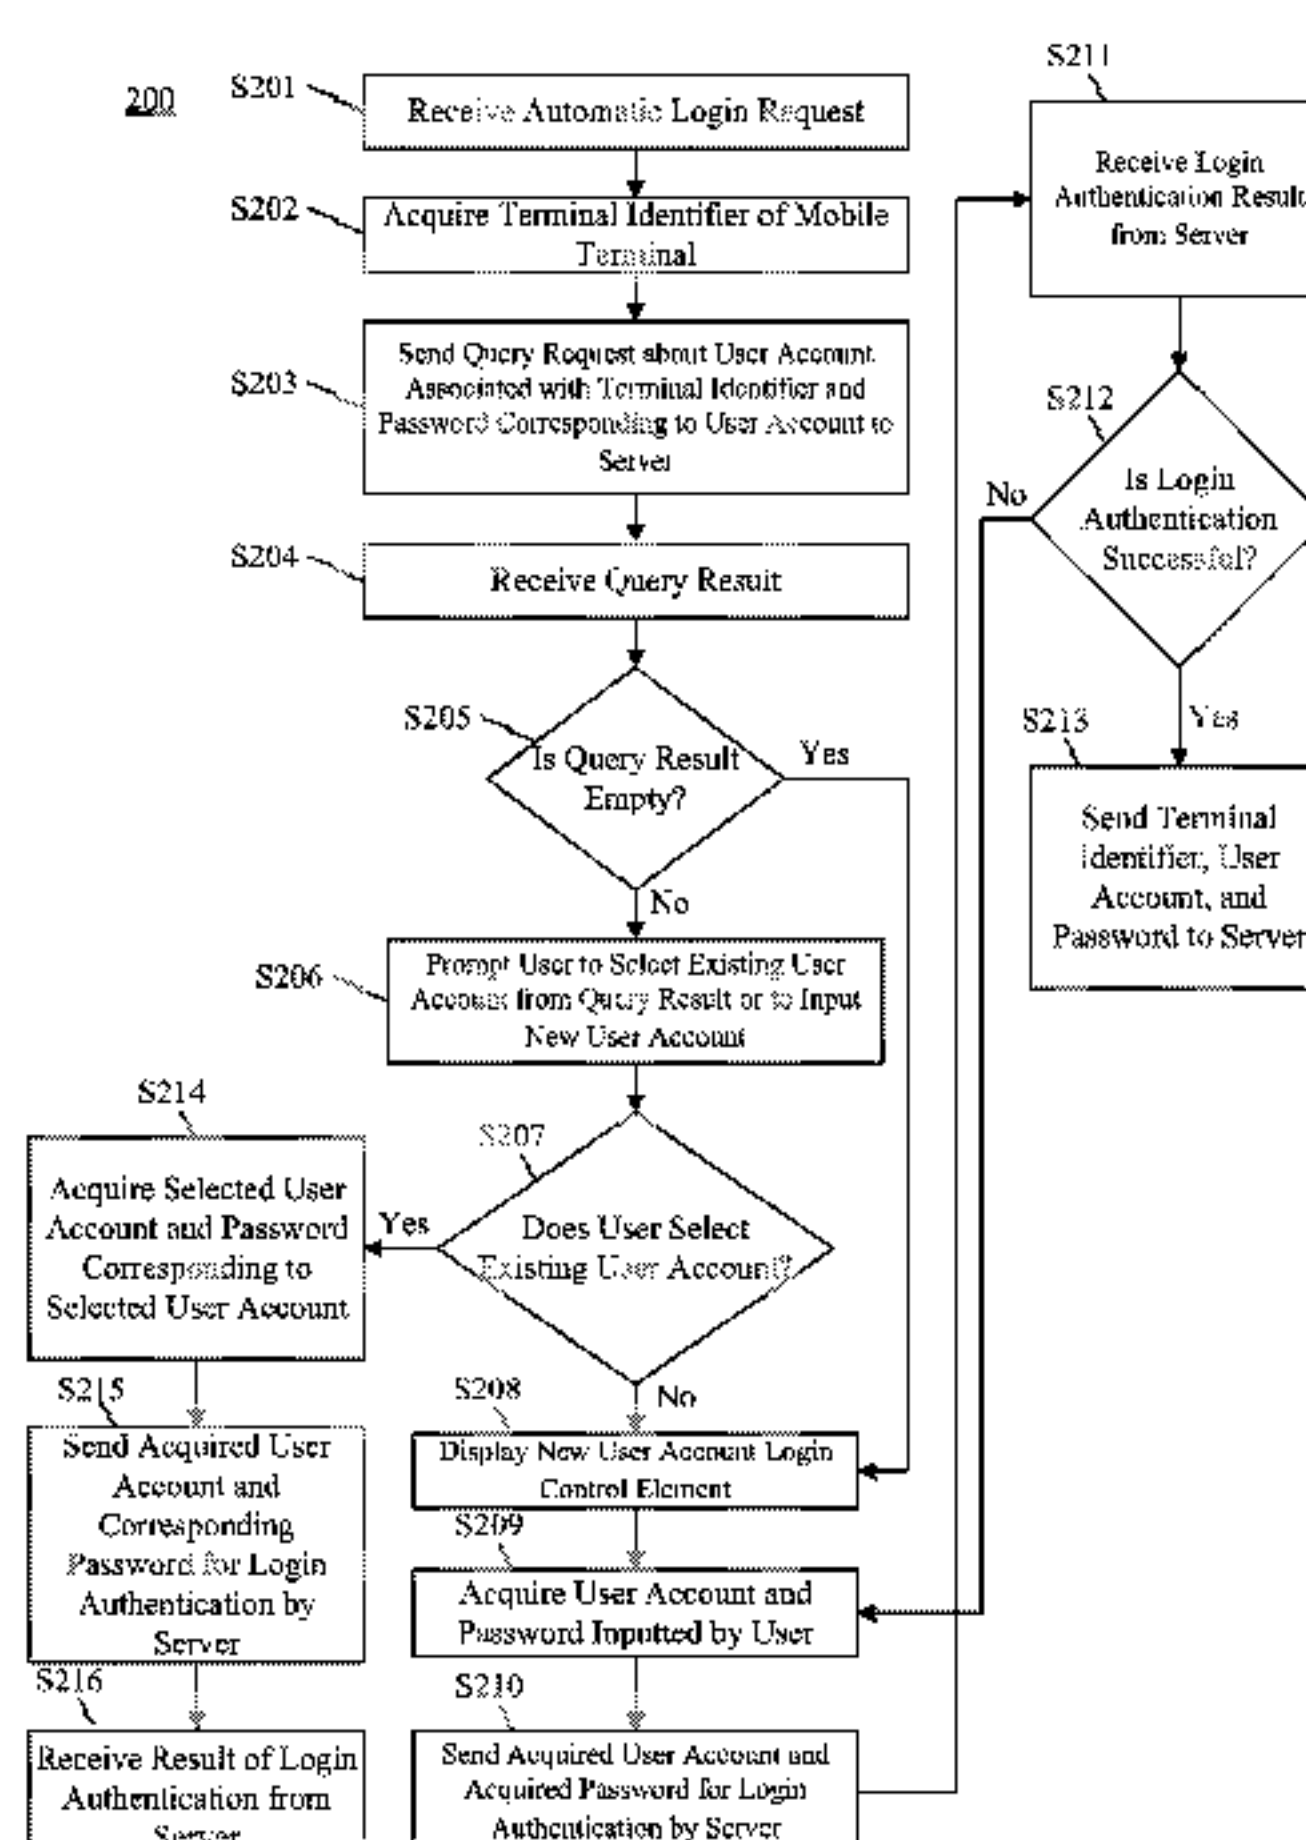 200
S201
Receive Automatic Login Request
S202
Acquire Terminal Identifier of Mobile
Terminal
S203
Send Query Request about User Account
Associated with Terminal Identifier and
Password Corresponding to User Account to
Server
S204
Receive Query Result
S205
Is Query Result
Empty?
Yes
No
S206
Prompt User to Select Existing User
Account from Query Result or to Input
New User Account
S207
Does User Select
Existing User Account?
Yes
No
S214
Acquire Selected User
Account and Password
Corresponding to
Selected User Account
S215
Send Acquired User
Account and
Corresponding
Password for Login
Authentication by
Server
S216
Receive Result of Login
Authentication from
Server
S208
Display New User Account Login
Control Element
S209
Acquire User Account and
Password Inputted by User
S210
Send Acquired User Account and
Acquired Password for Login
Authentication by Server
S211
Receive Login
Authentication Result
from Server
S212
Is Login
Authentication
Successful?
No
Yes
S213
Send Terminal
Identifier, User
Account, and
Password to Server